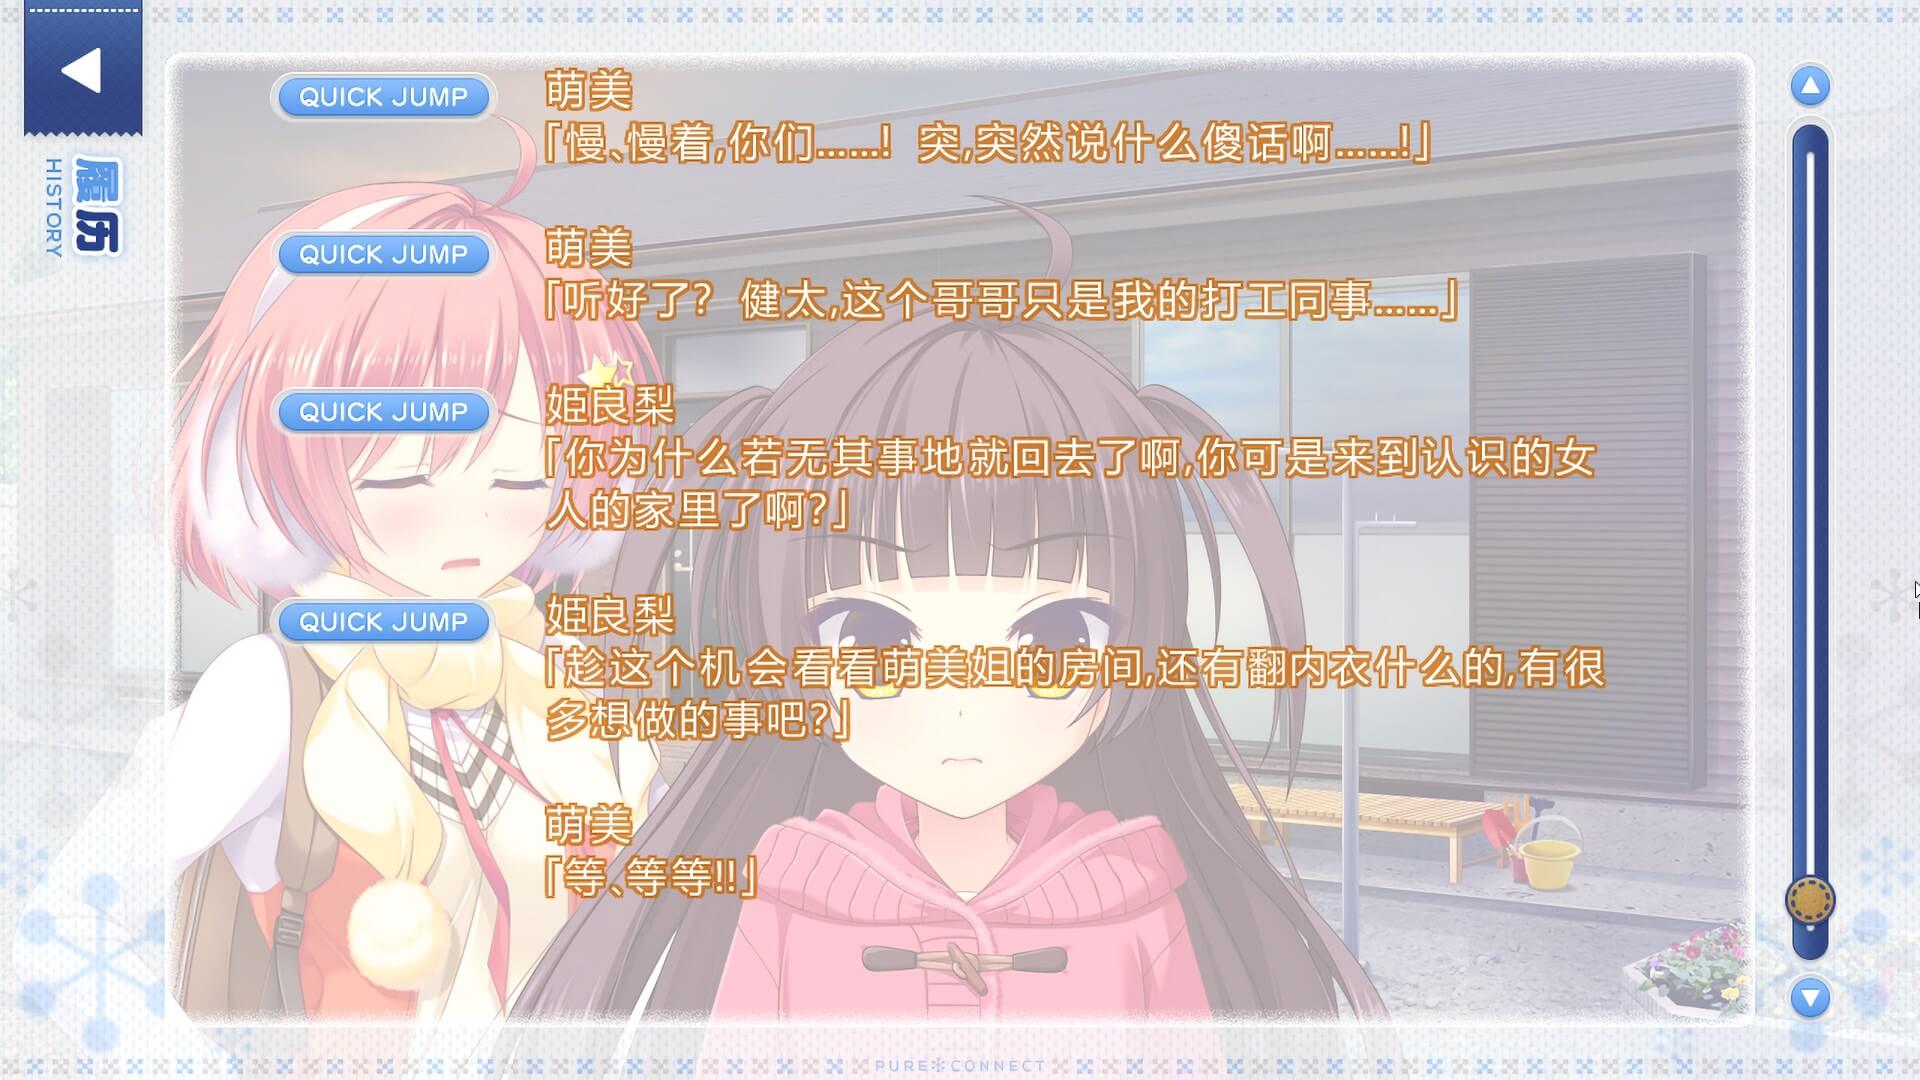 履历
HISTORY
QUICK JUMP
萌美
「慢、慢着,你们……! 突,突然说什么傻话啊……!」
QUICK JUMP
萌美
「听好了? 健太,这个哥哥只是我的打工同事……」
QUICK JUMP
姫良梨
「你为什么若无其事地就回去了啊,你可是来到认识的女
人的家里了啊?」
QUICK JUMP
姫良梨
「趁这个机会看看萌美姐的房间,还有翻内衣什么的,有很
多想做的事吧?」
萌美
「等、等等!!」
PURE✻CONNECT